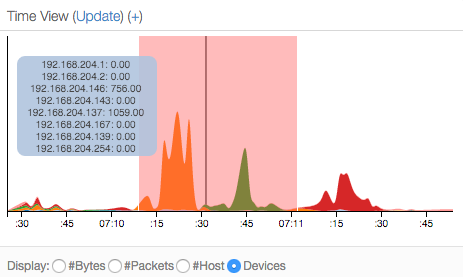 Time View (Update) (+)
192.168.204.1: 0.00
192.168.204.2: 0.00
192.168.204.146: 756.00
192.168.204.143: 0.00
192.168.204.137: 1059.00
192.168.204.167: 0.00
192.168.204.139: 0.00
192.168.204.254: 0.00
:30 :45 07:10 :15 :30 :45 07:11 :15 :30 :45
Display: #Bytes #Packets #Host Devices